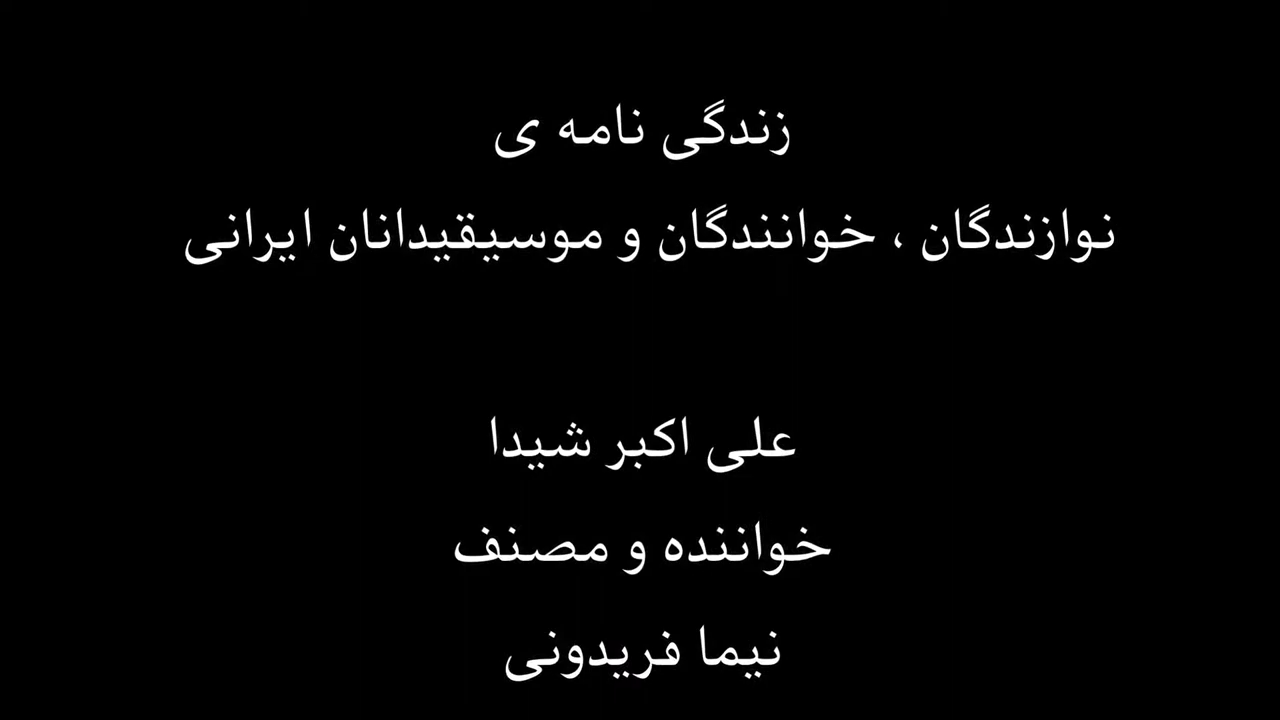 زندگی نامه ی
نوازندگان ، خوانندگان و موسیقیدانان ایرانی
علی اکبر شیدا
خواننده و مصنف
نیما فریدونی